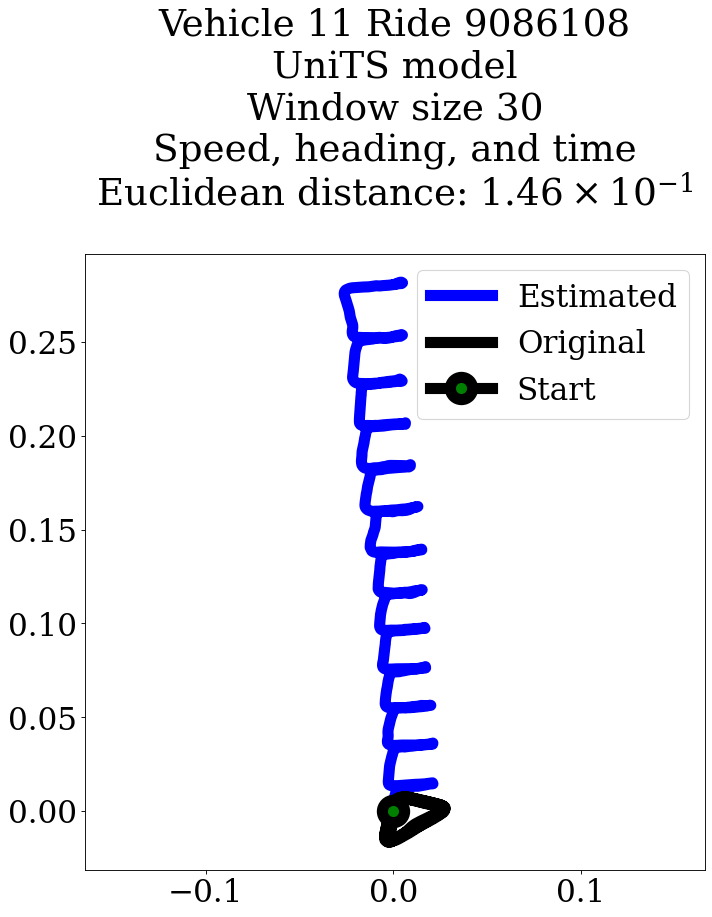 Vehicle 11 Ride 9086108
UniTS model
Window size 30
Speed, heading, and time
Euclidean distance: 1.46 × 10⁻¹
Estimated
Original
Start
0.25
0.20
0.15
0.10
0.05
0.00
−0.1
0.0
0.1